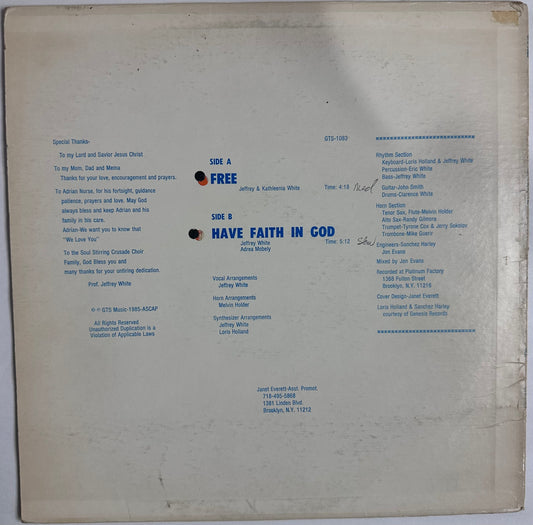 Special Thanks-
To my Lord and Savior Jesus Christ
To my Mom, Dad and Meina
Thanks for your love, encouragement and prayers.
To Adrian Nurse, for his fortsight, guidance
patience, prayers and love. May God
always bless and keep Adrian and his
family in his care.
Adrian-We want you to know that
"We Love You"
To the Soul Stirring Crusade Choir
Family, God Bless you and
many thanks for your untiring dedication.
Prof. Jeffrey White
© ℗ GTS Music-1985-ASCAP
All Rights Reserved
Unauthorized Duplication is a
Violation of Applicable Laws
GTS-1083
SIDE A
FREE
Jeffrey & Kathleenia White
Time: 4:18
SIDE B
HAVE FAITH IN GOD
Jeffrey White
Time: 5:12 Slow
Adrea Mobely
Vocal Arrangements
Jeffrey White
Horn Arrangements
Melvin Holder
Synthesizer Arrangements
Jeffrey White
Loris Holland
Janet Everett-Asst. Promot.
718-495-5868
1381 Linden Blvd.
Brooklyn, N.Y. 11212
Rhythm Section
Keyboard-Loris Holland & Jeffrey White
Percussion-Eric White
Bass-Jeffrey White
Guitar-John Smith
Drums-Clarence White
Horn Section
Tenor Sax, Flute-Melvin Holder
Alto Sax-Randy Gilmore
Trumpet-Tyrone Cox & Jerry Sokolov
Trombone-Mike Guerir
Engineers-Sanchez Harley
Jon Evans
Mixed by Jon Evans
Recorded at Platinum Factory
1368 Fulton Street
Brooklyn, N.Y. 11216
Cover Design-Janet Everett
Loris Holland & Sanchez Harley
courtesy of Genesis Records